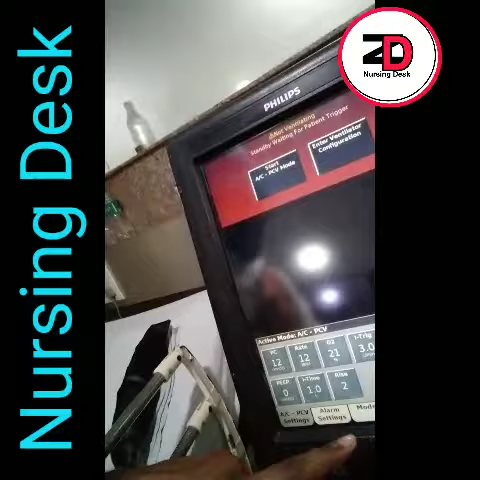 Nursing Desk
ZD
Nursing Desk
PHILIPS
⚠Not Ventilating
Standby Waiting For Patient Trigger
Start
A/C - PCV Mode
Enter Ventilator
Configuration
Active Mode: A/C - PCV
PC
12
Rate
12
O2
21
%
I-Trig
3.0
PEEP
0
I-Time
1.0
Rise
2
A/C - PCV
Settings
Alarm
Settings